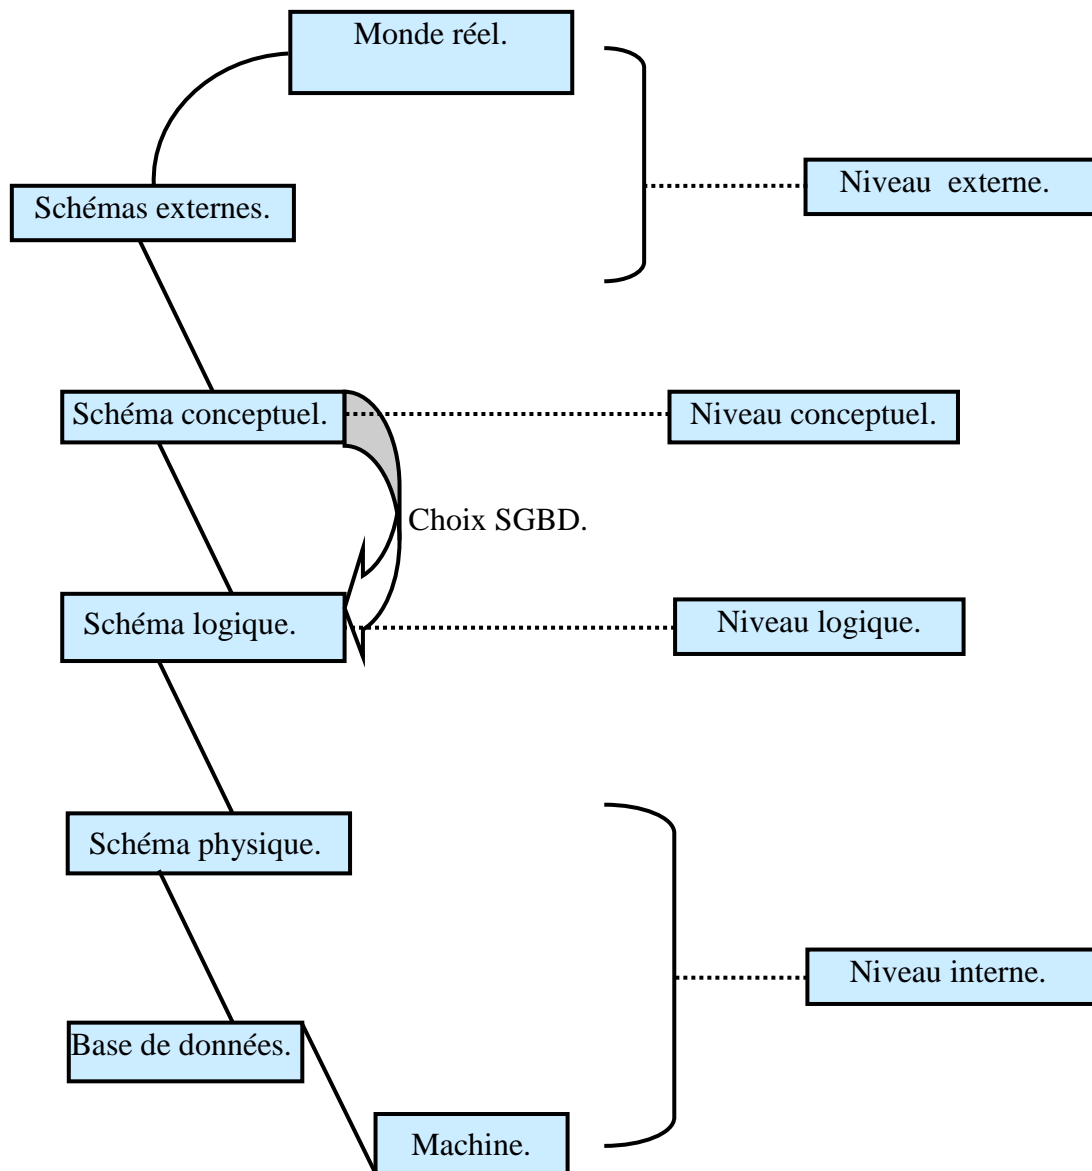 Monde réel.
Niveau  externe.
Schémas externes.
Schéma conceptuel.
Niveau conceptuel.
Choix SGBD.
Schéma logique.
Niveau logique.
Schéma physique.
Niveau interne.
Base de données.
Machine.